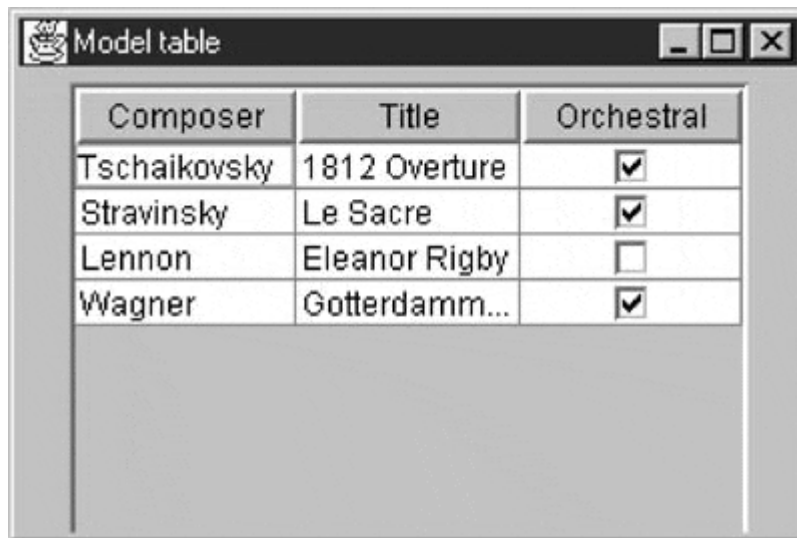 Model table
Composer Title Orchestral
Tschaikovsky 1812 Overture
Stravinsky Le Sacre
Lennon Eleanor Rigby
Wagner Gotterdamm...